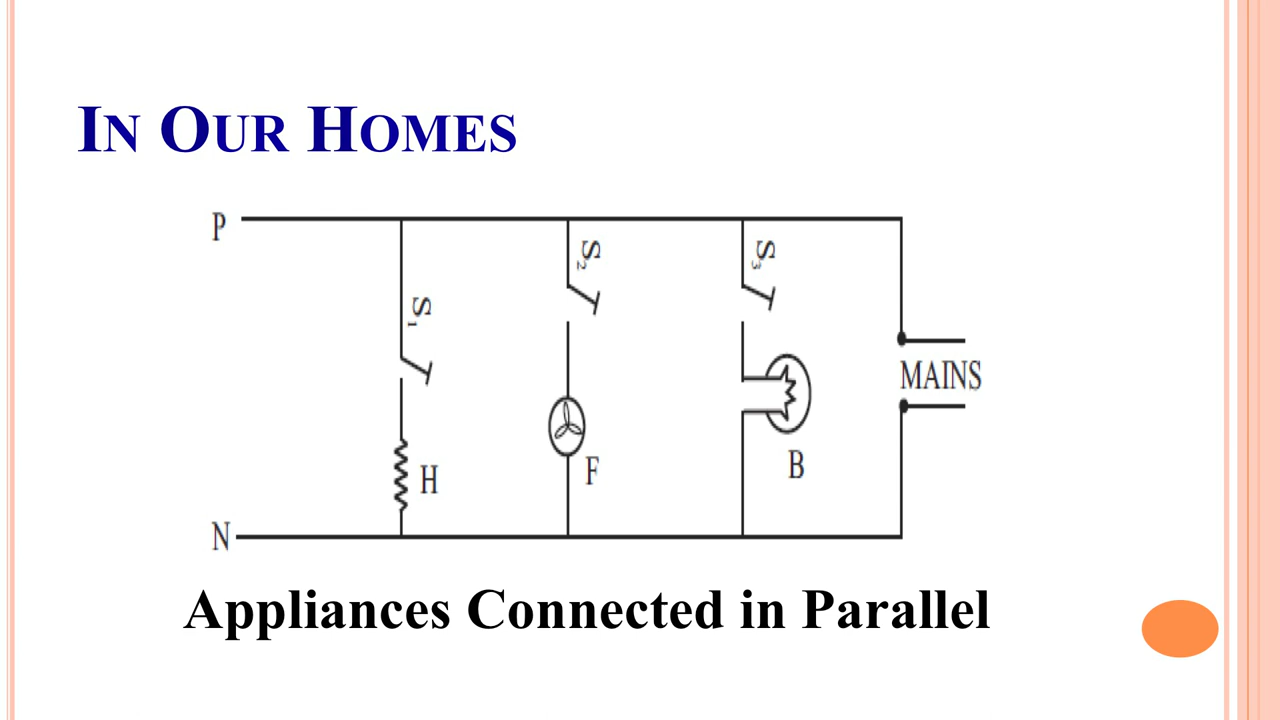 IN OUR HOMES
P
S₂
S₃
S₁
MAINS
H
F
B
N
Appliances Connected in Parallel